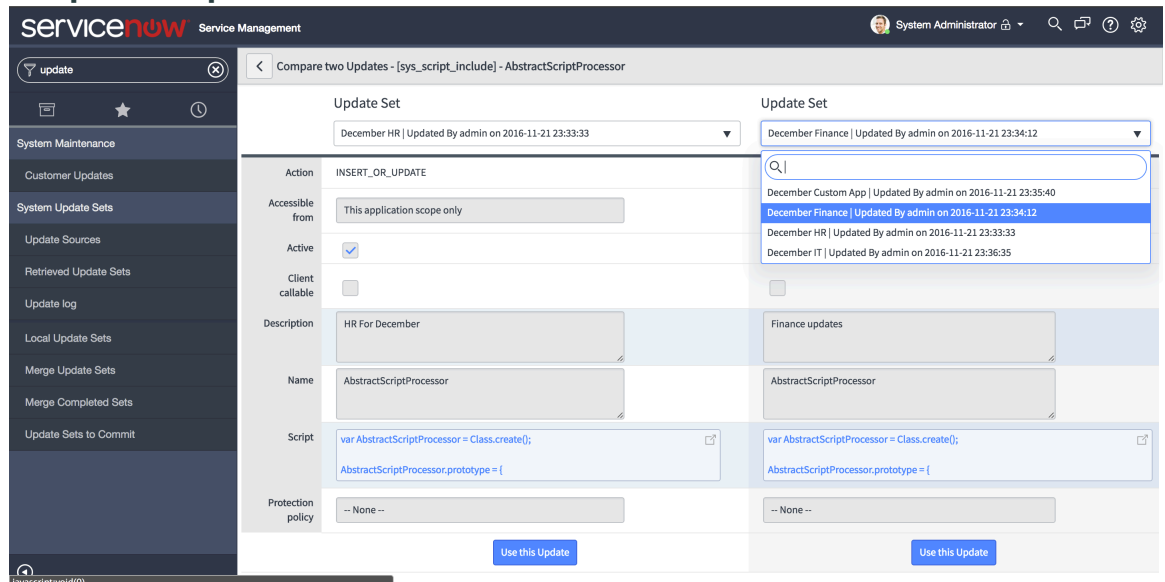 servicenow Service Management
System Administrator
update
System Maintenance
Customer Updates
System Update Sets
Update Sources
Retrieved Update Sets
Update log
Local Update Sets
Merge Update Sets
Merge Completed Sets
Update Sets to Commit
Compare two Updates - [sys_script_include] - AbstractScriptProcessor
Update Set
Update Set
December HR | Updated By admin on 2016-11-21 23:33:33
December Finance | Updated By admin on 2016-11-21 23:34:12
December Custom App | Updated By admin on 2016-11-21 23:35:40
December Finance | Updated By admin on 2016-11-21 23:34:12
December HR | Updated By admin on 2016-11-21 23:33:33
December IT | Updated By admin on 2016-11-21 23:36:35
Action
INSERT_OR_UPDATE
Accessible
from
This application scope only
Active
Client
callable
Description
HR For December
Finance updates
Name
AbstractScriptProcessor
AbstractScriptProcessor
Script
var AbstractScriptProcessor = Class.create();
AbstractScriptProcessor.prototype = {
var AbstractScriptProcessor = Class.create();
AbstractScriptProcessor.prototype = {
Protection
policy
-- None --
-- None --
Use this Update
Use this Update
javascript:void(0)